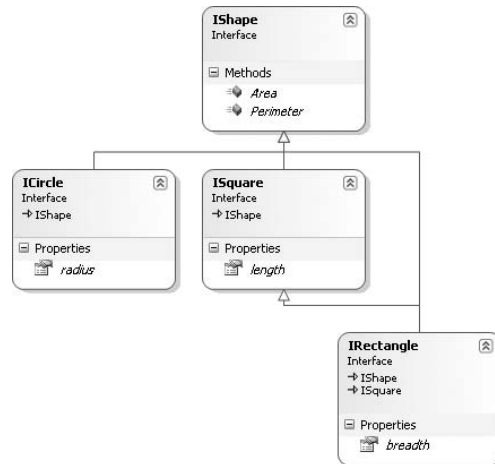 IShape
Interface
Methods
Area
Perimeter
ICircle
Interface
IShape
Properties
radius
ISquare
Interface
IShape
Properties
length
IRectangle
Interface
IShape
ISquare
Properties
breadth